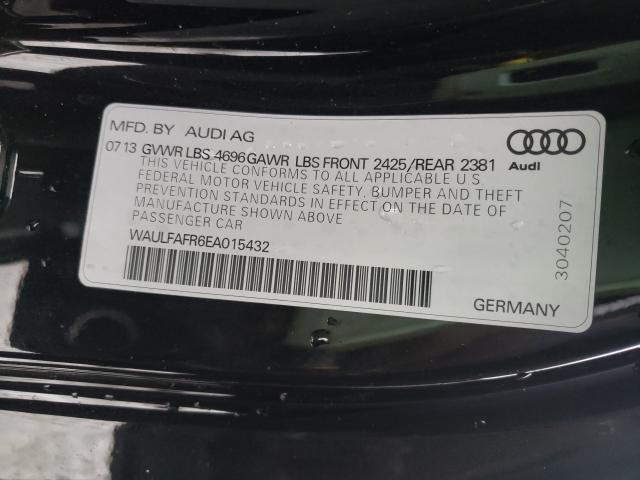 MFD. BY AUDI AG
0713 GVWR LBS 4696 GAWR LBS FRONT 2425/REAR 2381
THIS VEHICLE CONFORMS TO ALL APPLICABLE U.S.
FEDERAL MOTOR VEHICLE SAFETY, BUMPER AND THEFT
PREVENTION STANDARDS IN EFFECT ON THE DATE OF
MANUFACTURE SHOWN ABOVE
PASSENGER CAR
WAULFAFR6EA015432
Audi
3040207
GERMANY